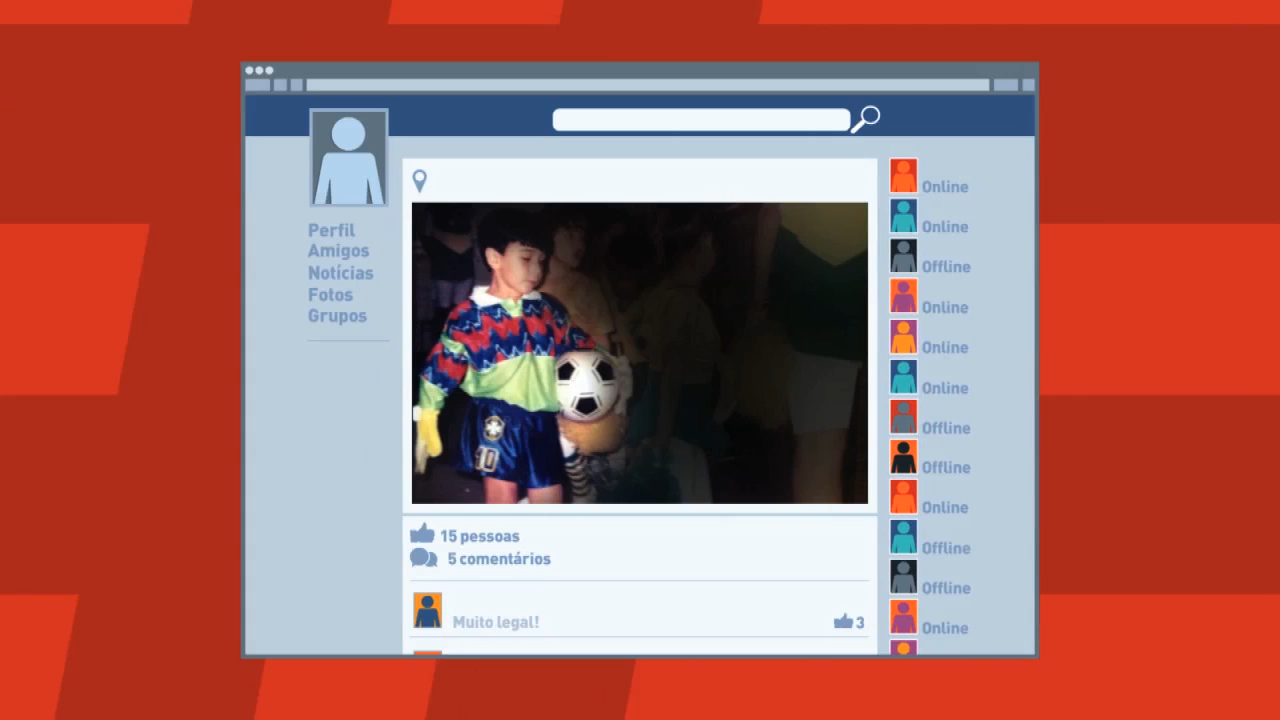 Perfil
Amigos
Notícias
Fotos
Grupos
10
15 pessoas
5 comentários
Muito legal!
3
Online
Online
Offline
Online
Online
Online
Offline
Offline
Online
Offline
Offline
Online